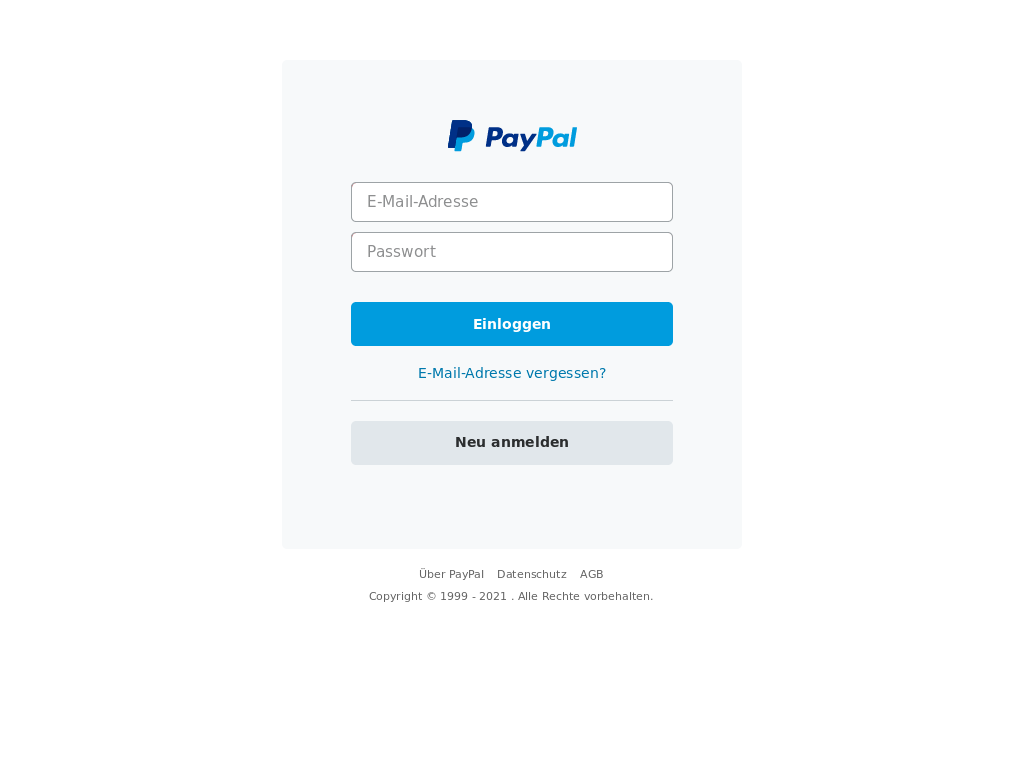 PayPal
E-Mail-Adresse
Passwort
Einloggen
E-Mail-Adresse vergessen?
Neu anmelden
Über PayPal Datenschutz AGB
Copyright © 1999 - 2021 . Alle Rechte vorbehalten.